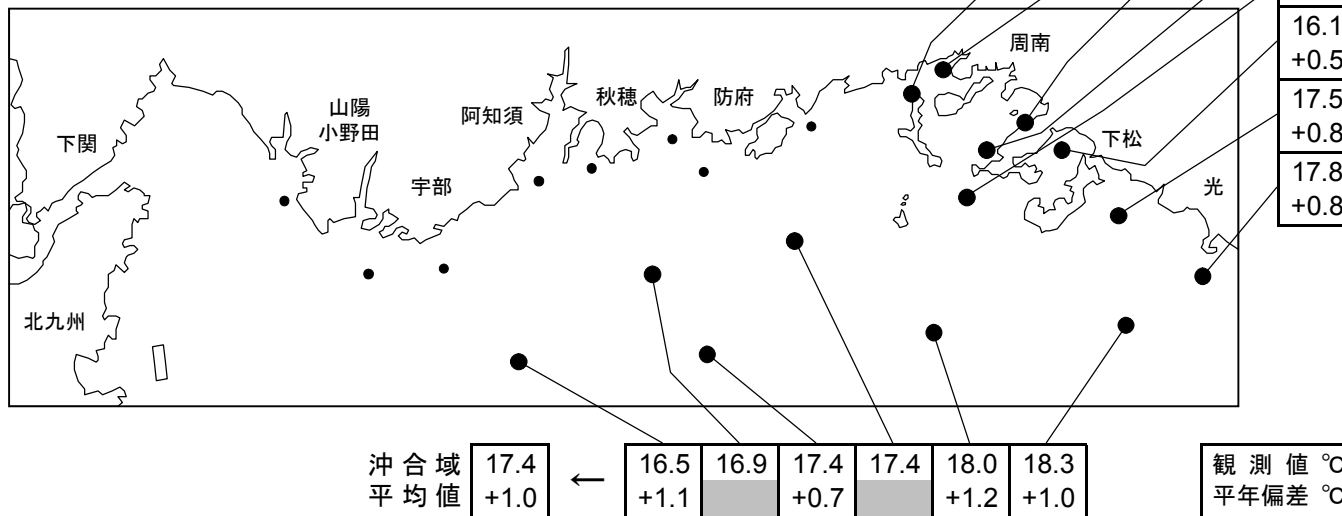 周南
16.1
+0.5
山陽
小野田
阿知須
秋穂
防府
17.5
+0.8
下関
下松
17.8
+0.8
宇部
光
北九州
沖合域 17.4 ← 16.5 16.9 17.4 17.4 18.0 18.3 観測値 ℃
平均値 +1.0 +1.1 +0.7 +1.2 +1.0 平年偏差 ℃